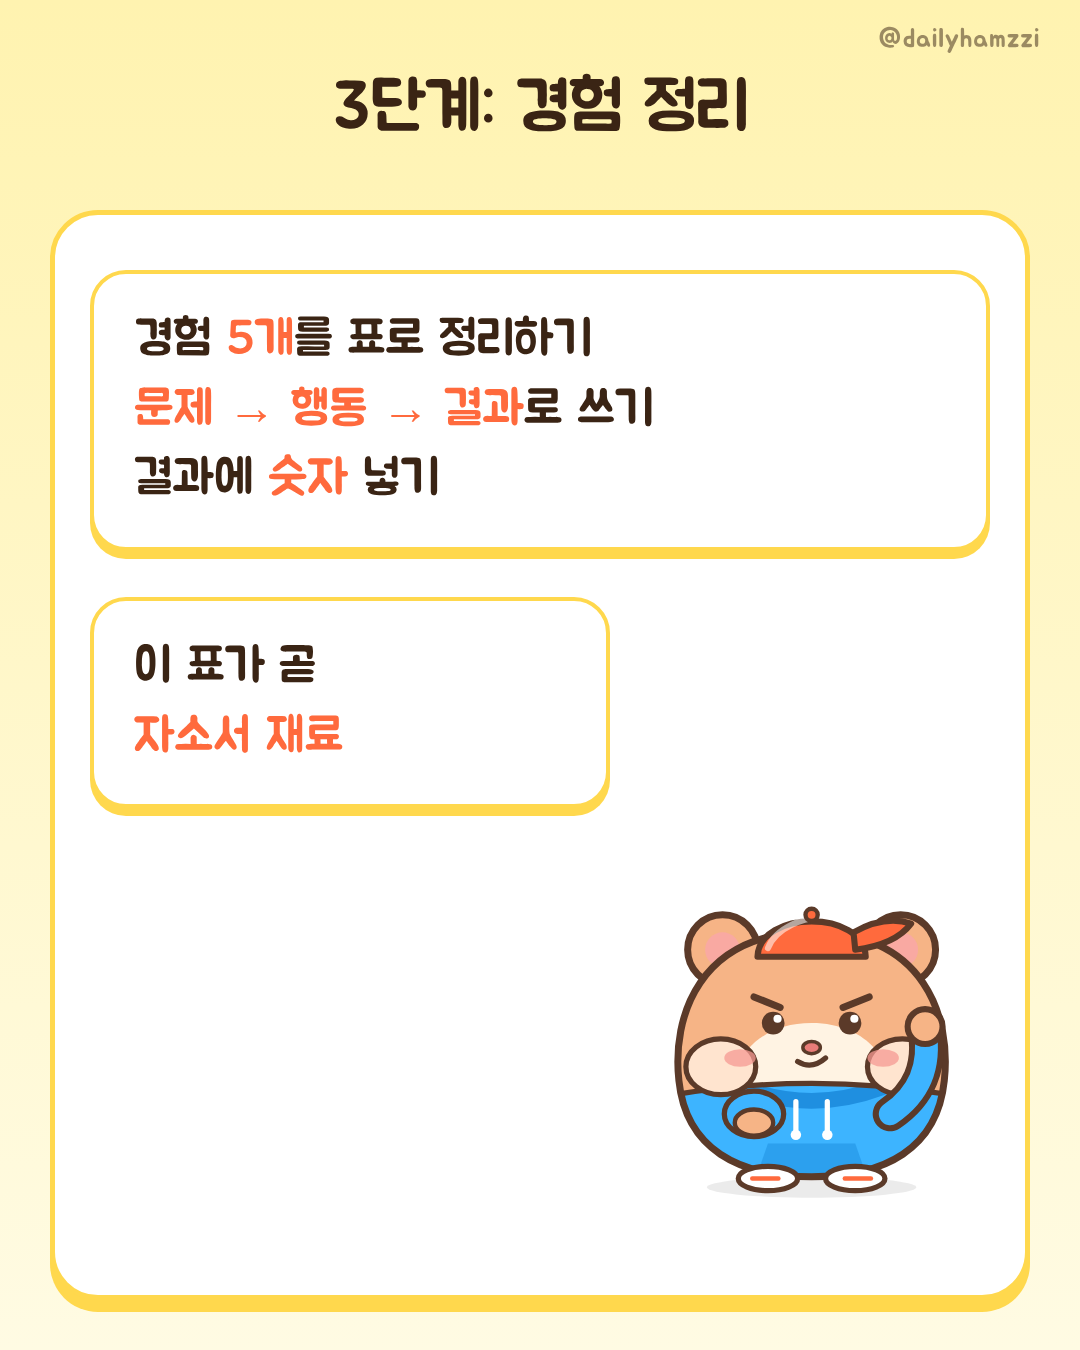 @dailyhamzzi
3단계: 경험 정리
경험 5개를 표로 정리하기
문제 → 행동 → 결과로 쓰기
결과에 숫자 넣기
이 표가 곧
자소서 재료